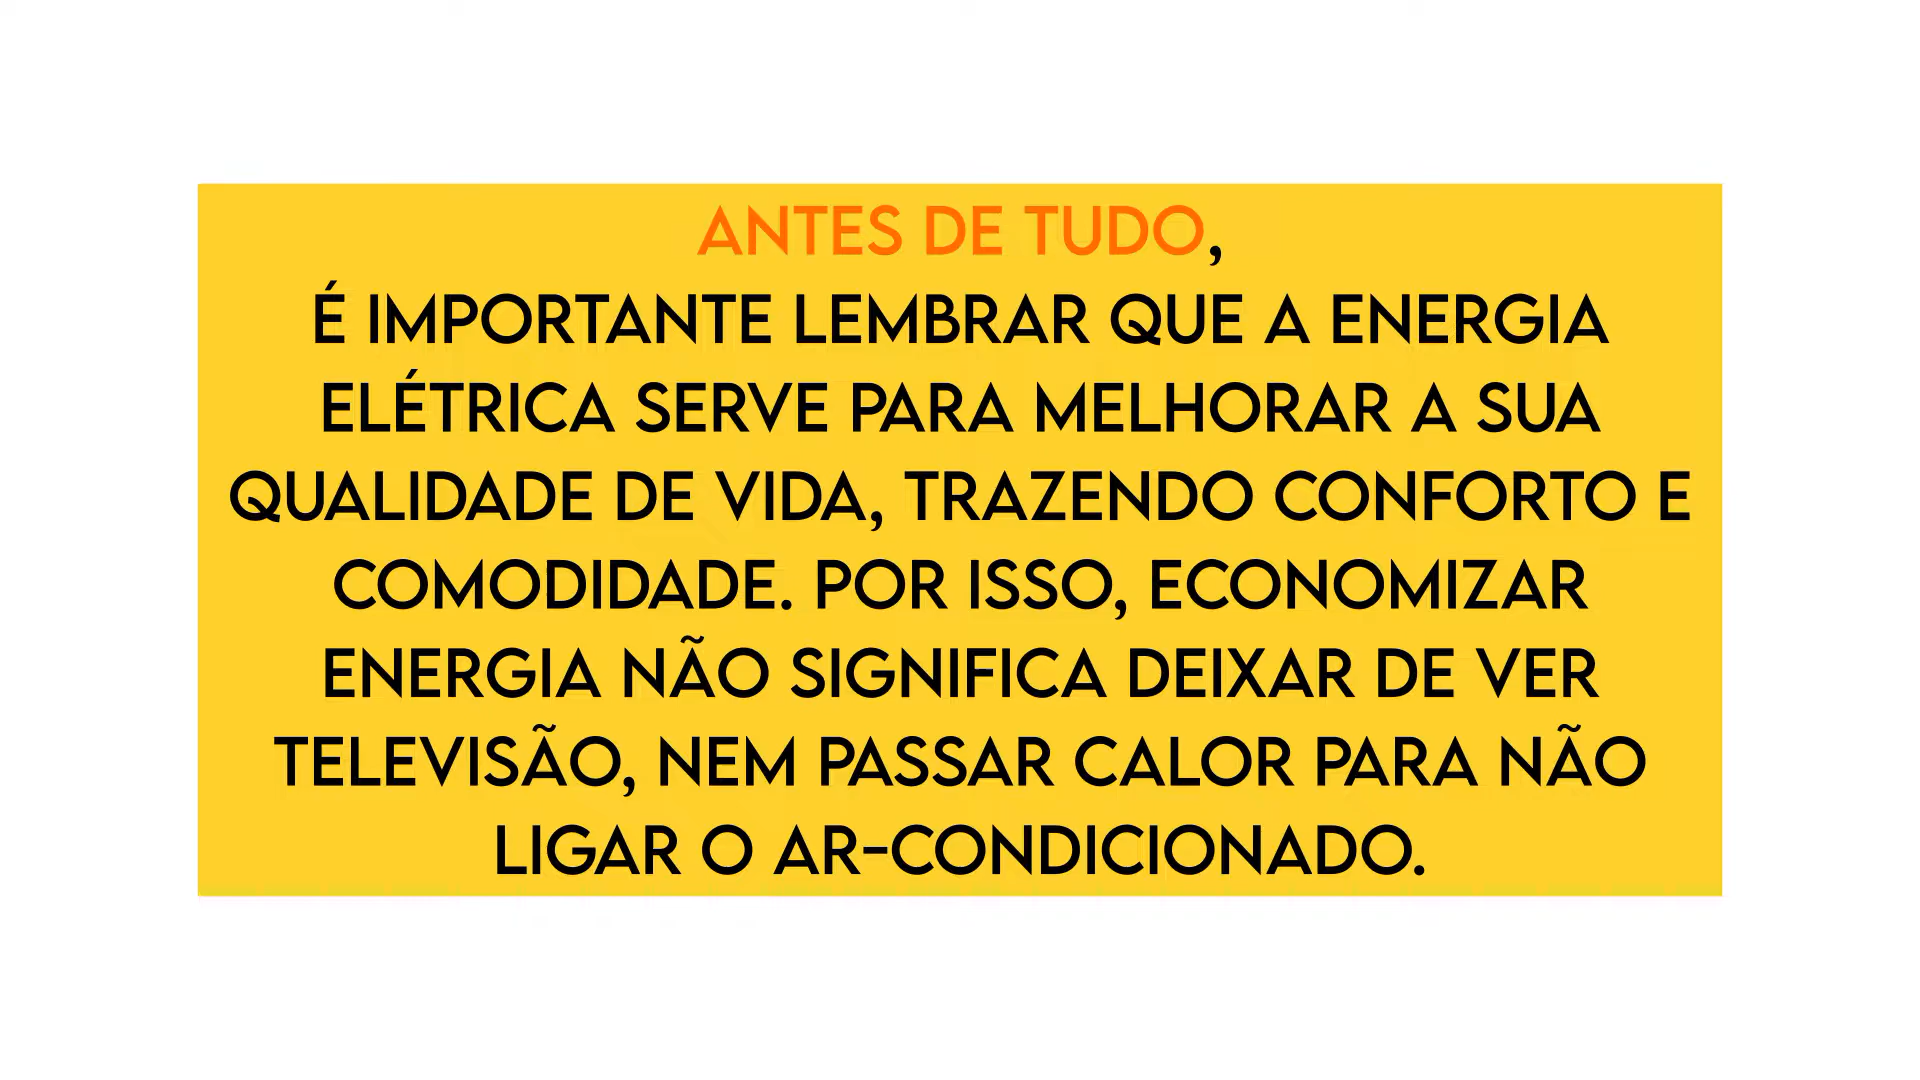 ANTES DE TUDO,
É IMPORTANTE LEMBRAR QUE A ENERGIA
ELÉTRICA SERVE PARA MELHORAR A SUA
QUALIDADE DE VIDA, TRAZENDO CONFORTO E
COMODIDADE. POR ISSO, ECONOMIZAR
ENERGIA NÃO SIGNIFICA DEIXAR DE VER
TELEVISÃO, NEM PASSAR CALOR PARA NÃO
LIGAR O AR-CONDICIONADO.